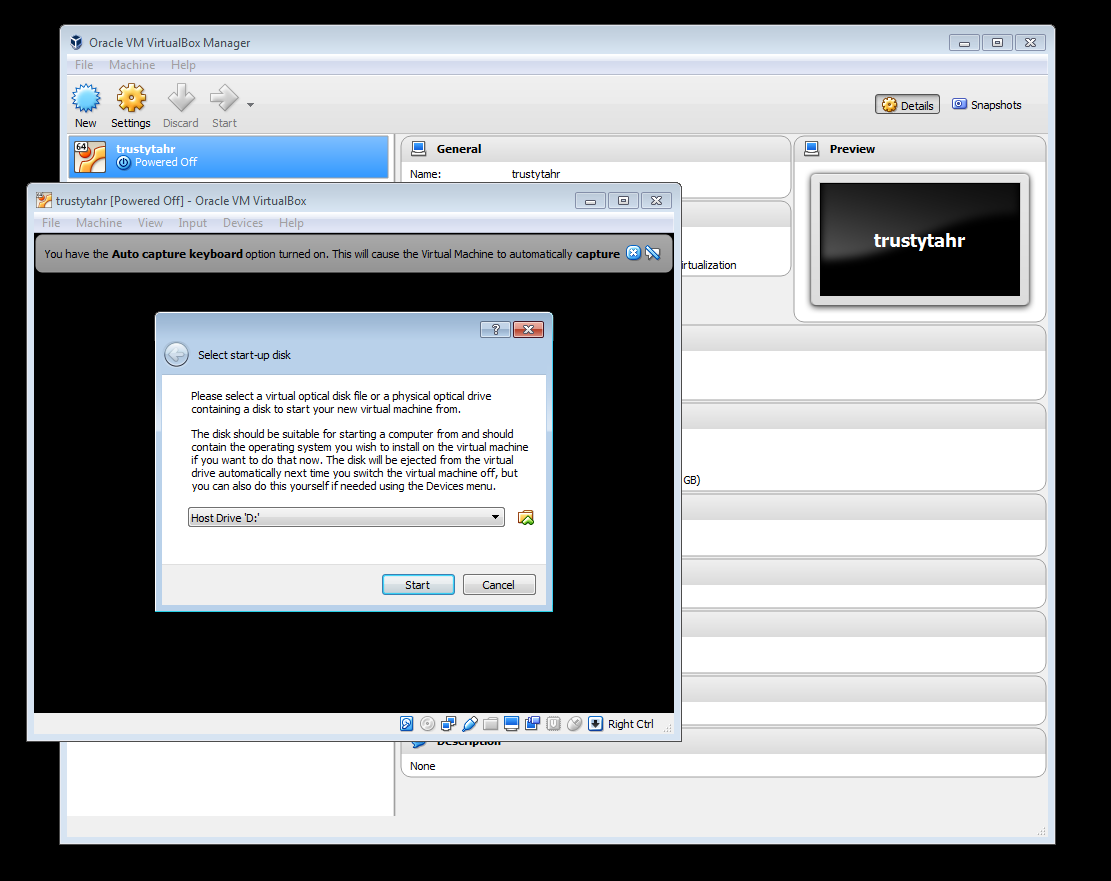 Oracle VM VirtualBox Manager
File Machine Help
New Settings Discard Start
Details Snapshots
64
trustytahr
Powered Off
General
Name: trustytahr
Preview
trustytahr
irtualization
GB)
Description
None
trustytahr [Powered Off] - Oracle VM VirtualBox
File Machine View Input Devices Help
You have the Auto capture keyboard option turned on. This will cause the Virtual Machine to automatically capture
?
Select start-up disk
Please select a virtual optical disk file or a physical optical drive
containing a disk to start your new virtual machine from.
The disk should be suitable for starting a computer from and should
contain the operating system you wish to install on the virtual machine
if you want to do that now. The disk will be ejected from the virtual
drive automatically next time you switch the virtual machine off, but
you can also do this yourself if needed using the Devices menu.
Host Drive 'D:'
Start Cancel
Right Ctrl